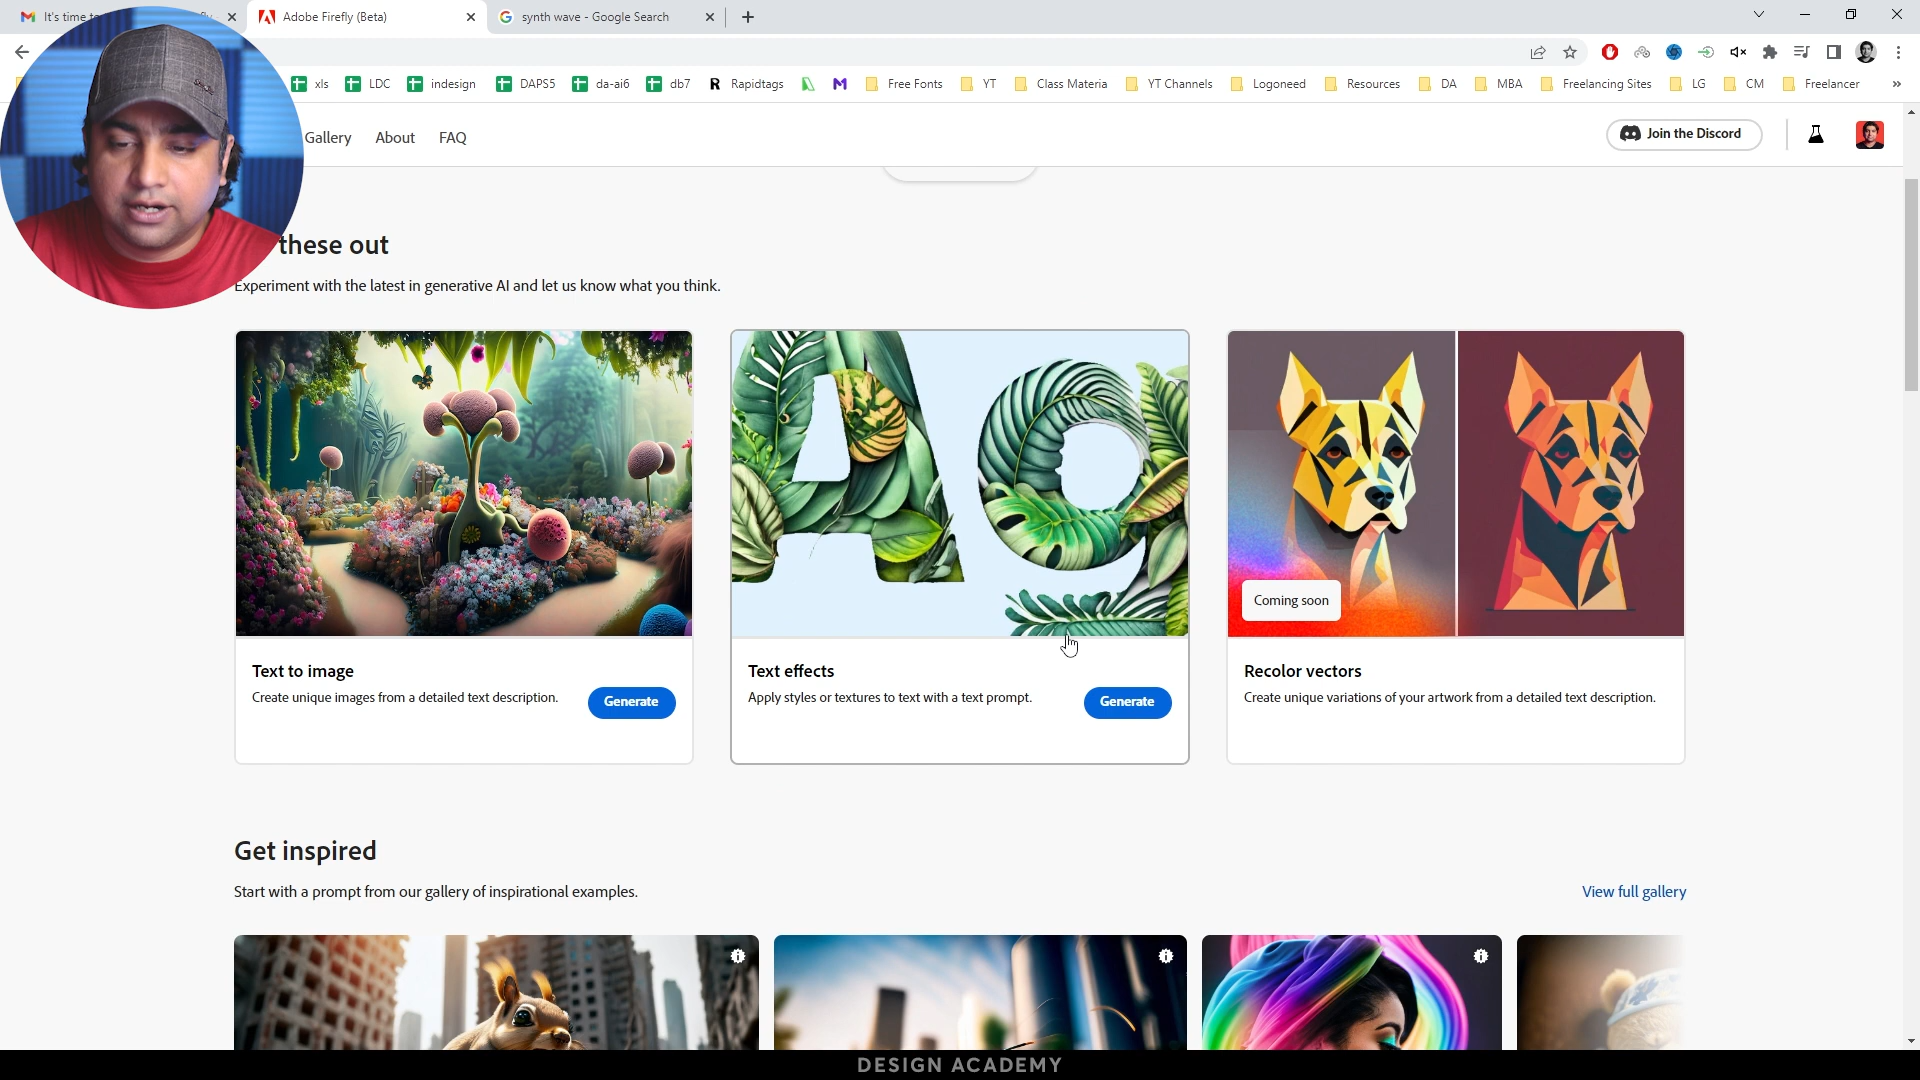 It's time to
Adobe Firefly (Beta)
synth wave - Google Search
xls
LDC
indesign
DAPS5
da-ai6
db7
Rapidtags
Free Fonts
YT
Class Materia
YT Channels
Logoneed
Resources
DA
MBA
Freelancing Sites
LG
CM
Freelancer
Gallery
About
FAQ
Join the Discord
these out
Experiment with the latest in generative AI and let us know what you think.
Coming soon
Text to image
Create unique images from a detailed text description.
Generate
Text effects
Apply styles or textures to text with a text prompt.
Generate
Recolor vectors
Create unique variations of your artwork from a detailed text description.
Get inspired
Start with a prompt from our gallery of inspirational examples.
View full gallery
DESIGN ACADEMY